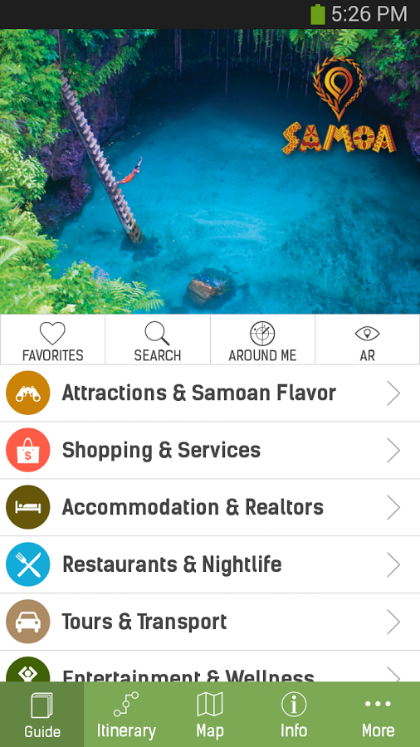 5:26 PM
SAMOA
FAVORITES
SEARCH
AROUND ME
AR
Attractions & Samoan Flavor
Shopping & Services
Accommodation & Realtors
Restaurants & Nightlife
Tours & Transport
Entertainment & Wellness
Guide
Itinerary
Map
Info
More